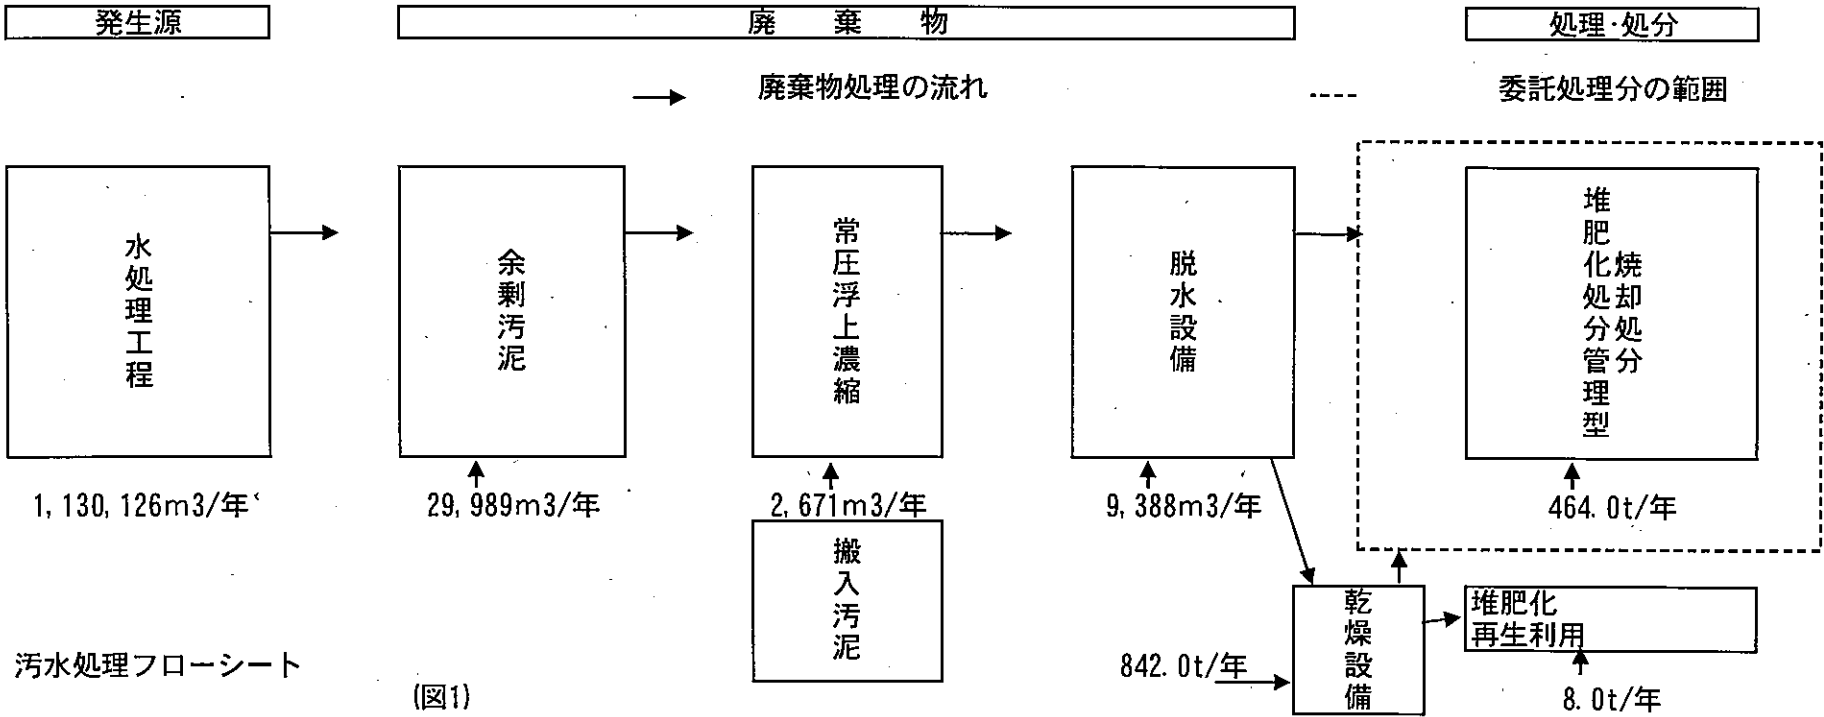 発生源
廃棄物
処理・処分
廃棄物処理の流れ
委託処理分の範囲
水処理工程
余剰汚泥
常圧浮上濃縮
脱水設備
堆肥化処分管理型
焼却処分
1,130,126m3/年
29,989m3/年
2,671m3/年
9,388m3/年
464.0t/年
搬入汚泥
乾燥設備
堆肥化
再生利用
842.0t/年
8.0t/年
汚水処理フローシート
(図1)